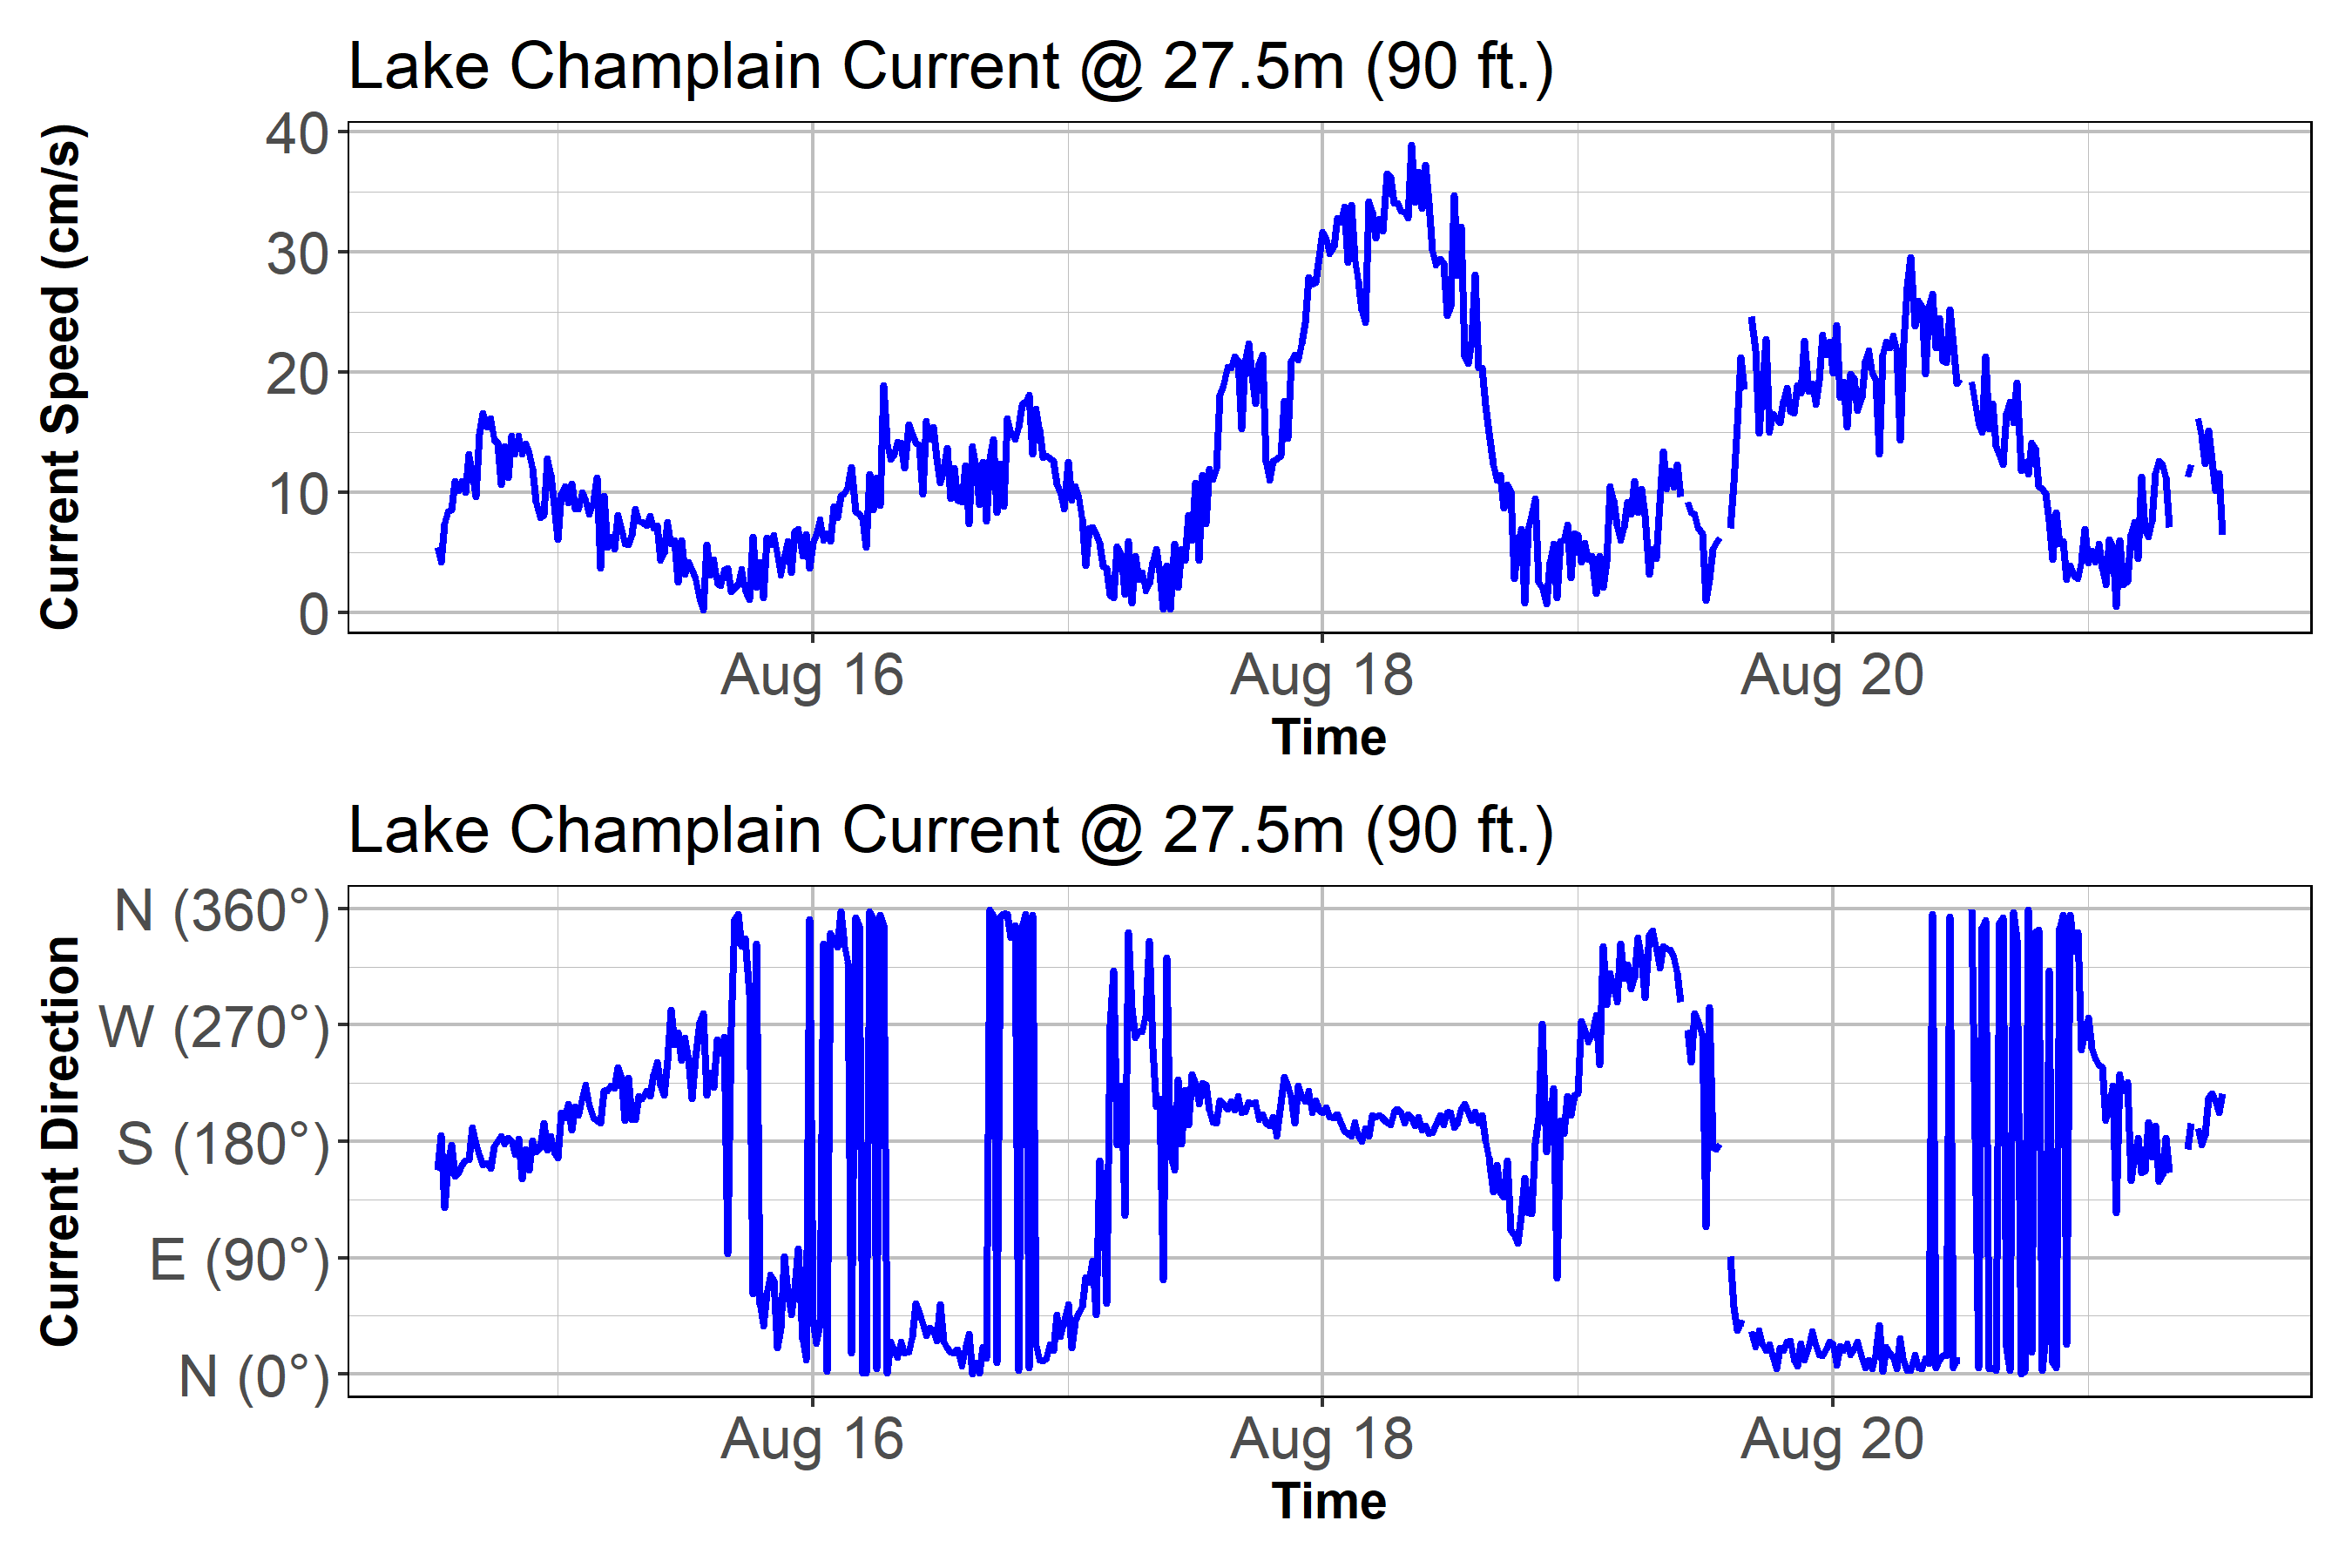 Lake Champlain Current @ 27.5m (90 ft.)
Current Speed (cm/s)
40
30
20
10
0
Aug 16
Aug 18
Aug 20
Time
Lake Champlain Current @ 27.5m (90 ft.)
Current Direction
N (360°)
W (270°)
S (180°)
E (90°)
N (0°)
Aug 16
Aug 18
Aug 20
Time